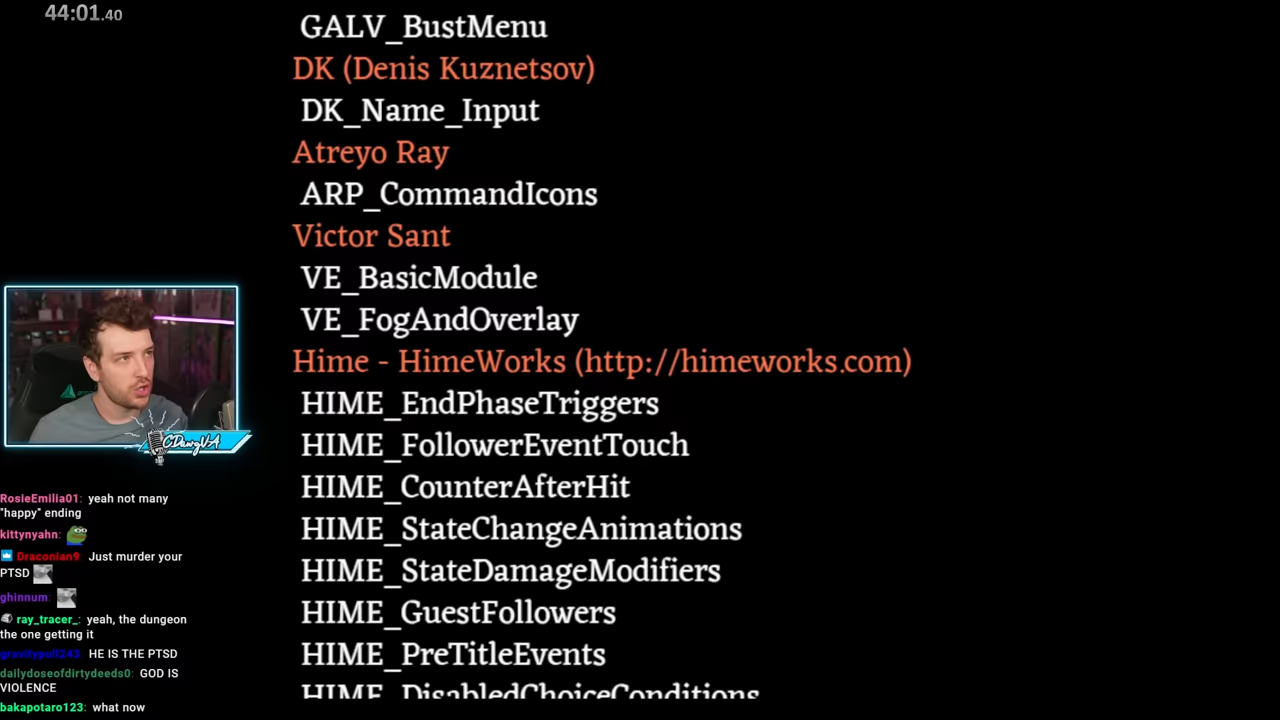 44:01.40
GALV_BustMenu
DK (Denis Kuznetsov)
DK_Name_Input
Atreyo Ray
ARP_CommandIcons
Victor Sant
VE_BasicModule
VE_FogAndOverlay
Hime - HimeWorks (http://himeworks.com)
HIME_EndPhaseTriggers
HIME_FollowerEventTouch
HIME_CounterAfterHit
HIME_StateChangeAnimations
HIME_StateDamageModifiers
HIME_GuestFollowers
HIME_PreTitleEvents
HIME_DisabledChoiceConditions
CDawgVA
RosieEmilia01: yeah not many
"happy" ending
kittynyahn:
Draconian9 Just murder your
PTSD
ghinnum:
ray_tracer_: yeah, the dungeon
the one getting it
HE IS THE PTSD
dailydoseofdirtydeeds0: GOD IS
VIOLENCE
bakapotaro123: what now